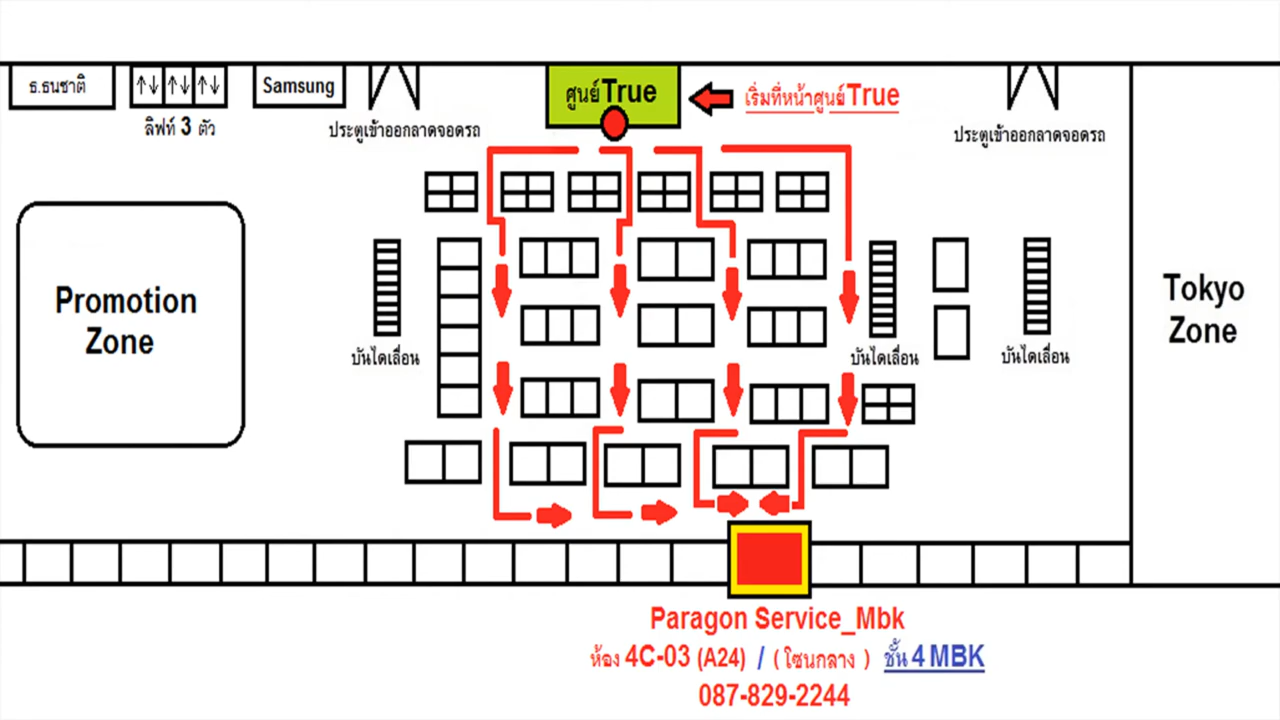 ธ.ธนชาติ
ลิฟท์ 3 ตัว
Samsung
ประตูเข้าออกลาดจอดรถ
ศูนย์True
เริ่มที่หน้าศูนย์True
ประตูเข้าออกลาดจอดรถ
Promotion
Zone
บันไดเลื่อน
บันไดเลื่อน
บันไดเลื่อน
Tokyo
Zone
Paragon Service_Mbk
ห้อง 4C-03 (A24) / ( โซนกลาง ) ชั้น 4 MBK
087-829-2244